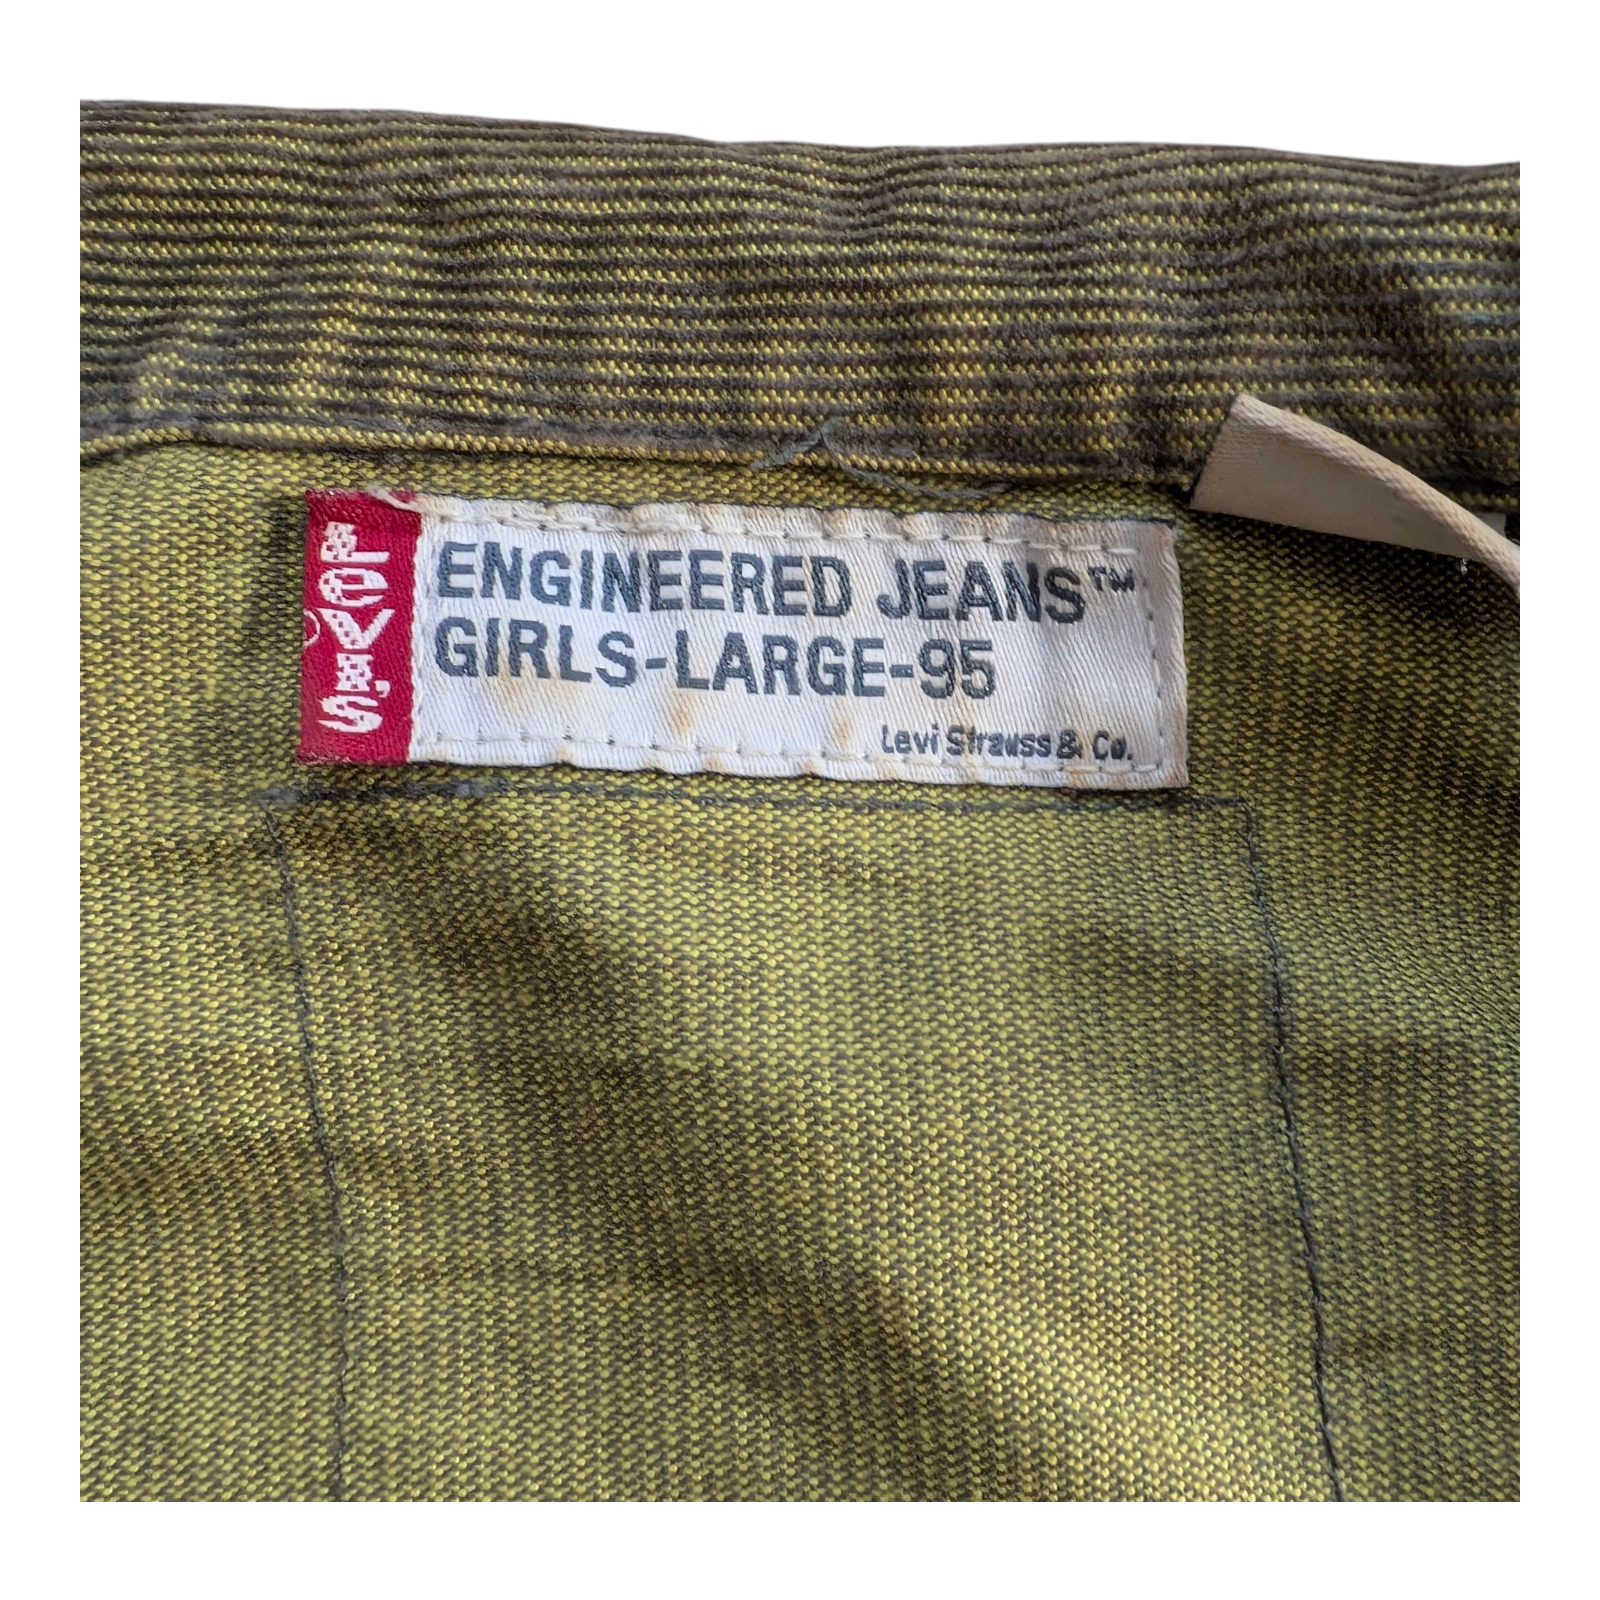 LEVI'S
ENGINEERED JEANS™
GIRLS-LARGE-95
Levi Strauss & Co.